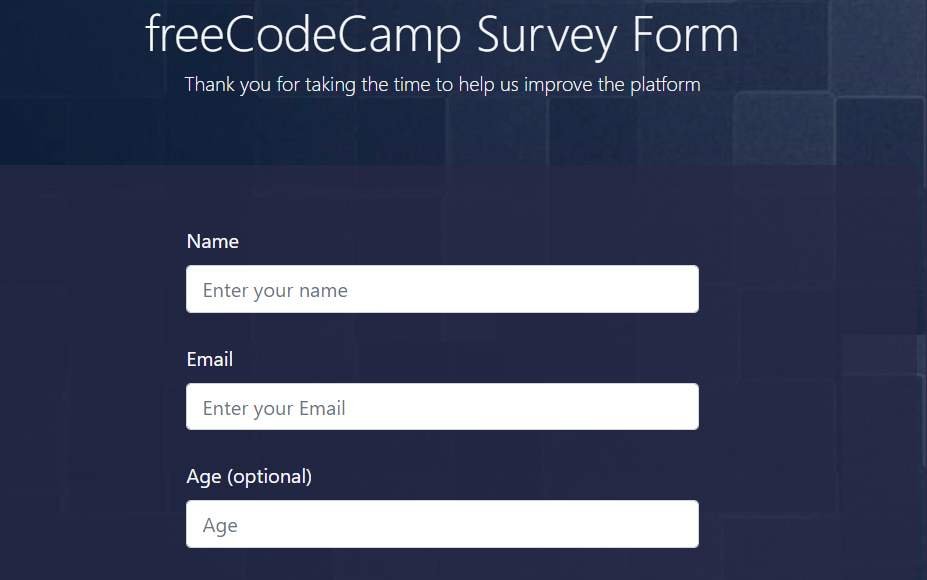 freeCodeCamp Survey Form
Thank you for taking the time to help us improve the platform
Name
Enter your name
Email
Enter your Email
Age (optional)
Age